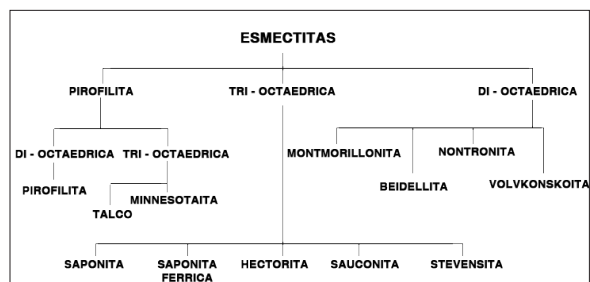 ESMECTITAS
PIROFILITA TRI - OCTAEDRICA DI - OCTAEDRICA
DI - OCTAEDRICA TRI - OCTAEDRICA MONTMORILLONITA NONTRONITA
PIROFILITA BEIDELLITA VOLVKONSKOITA
TALCO MINNESOTAITA
SAPONITA SAPONITA HECTORITA SAUCONITA STEVENSITA
FERRICA